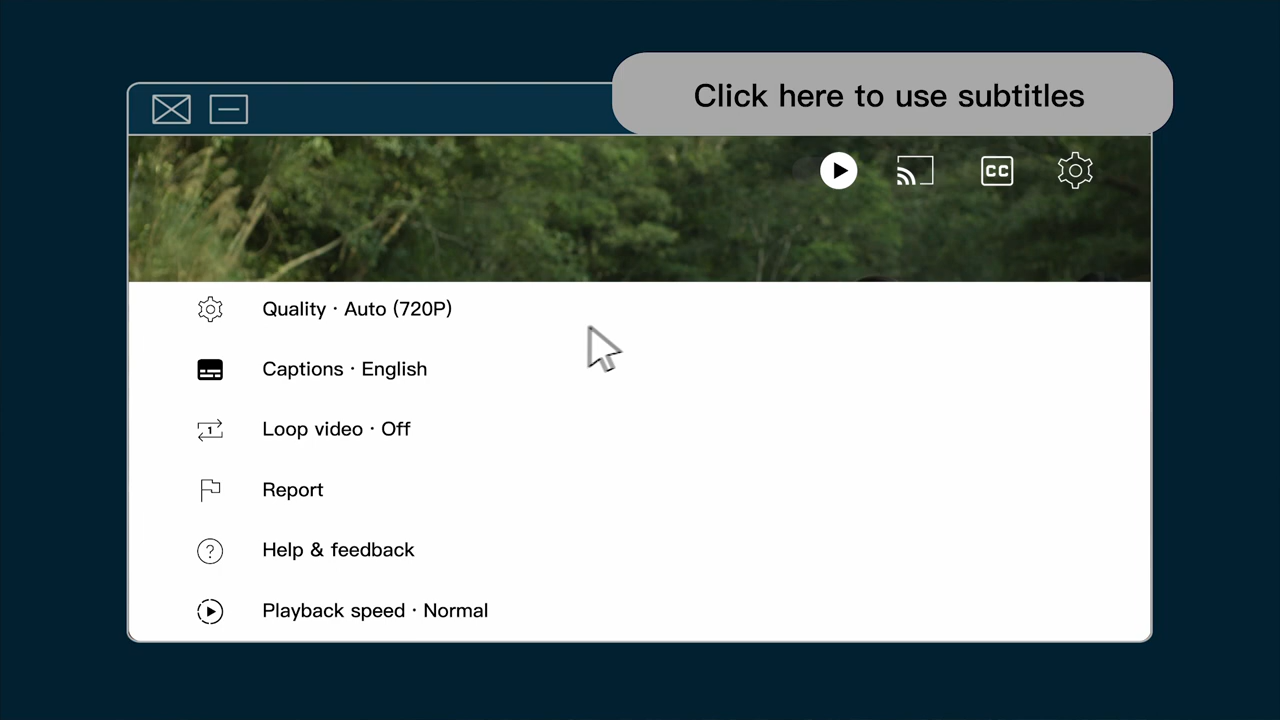 Click here to use subtitles
CC
Quality · Auto (720P)
Captions · English
1
Loop video · Off
Report
?
Help & feedback
Playback speed · Normal